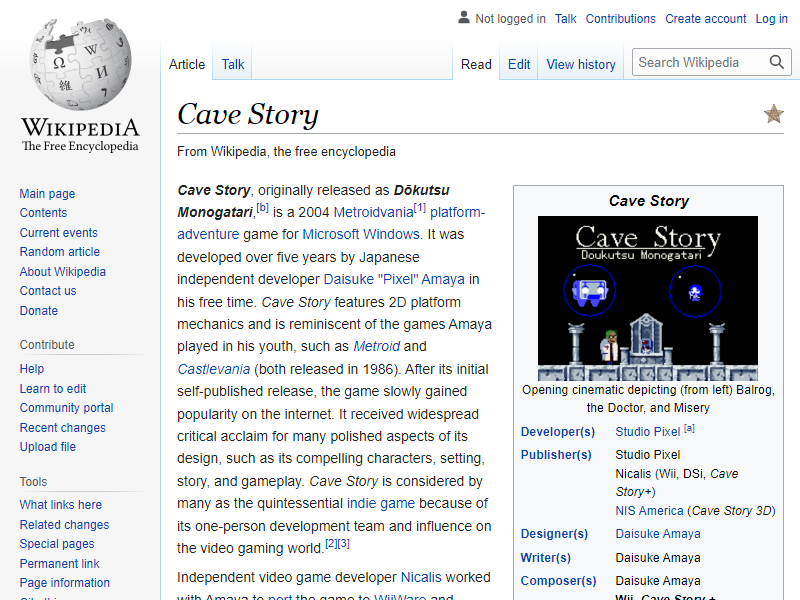 Not logged in Talk Contributions Create account Log in
Article Talk Read Edit View history Search Wikipedia
WIKIPEDIA
The Free Encyclopedia
Main page
Contents
Current events
Random article
About Wikipedia
Contact us
Donate
Contribute
Help
Learn to edit
Community portal
Recent changes
Upload file
Tools
What links here
Related changes
Special pages
Permanent link
Page information
Cave Story
From Wikipedia, the free encyclopedia
Cave Story, originally released as Dōkutsu
Monogatari,[b] is a 2004 Metroidvania[1] platform-
adventure game for Microsoft Windows. It was
developed over five years by Japanese
independent developer Daisuke "Pixel" Amaya in
his free time. Cave Story features 2D platform
mechanics and is reminiscent of the games Amaya
played in his youth, such as Metroid and
Castlevania (both released in 1986). After its initial
self-published release, the game slowly gained
popularity on the internet. It received widespread
critical acclaim for many polished aspects of its
design, such as its compelling characters, setting,
story, and gameplay. Cave Story is considered by
many as the quintessential indie game because of
its one-person development team and influence on
the video gaming world.[2][3]
Independent video game developer Nicalis worked
with Amaya to port the game to WiiWare and
Cave Story
Cave Story
Doukutsu Monogatari
Opening cinematic depicting (from left) Balrog,
the Doctor, and Misery
Developer(s) Studio Pixel [a]
Publisher(s) Studio Pixel
Nicalis (Wii, DSi, Cave
Story+)
NIS America (Cave Story 3D)
Designer(s) Daisuke Amaya
Writer(s) Daisuke Amaya
Composer(s) Daisuke Amaya
Wii, Cave Story +